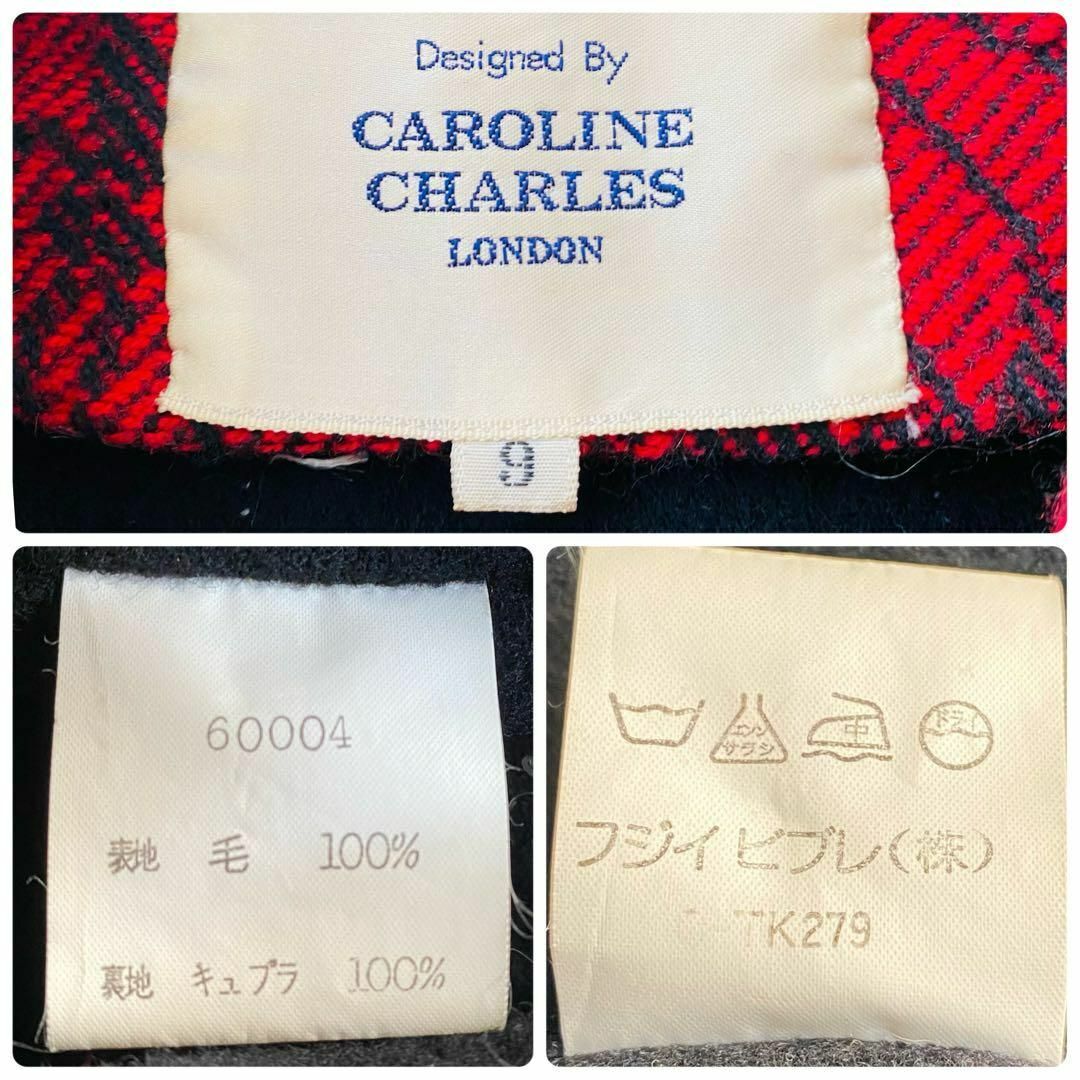 Designed By
CAROLINE
CHARLES
LONDON
60004
表地 毛 100%
裏地 キュプラ 100%
エンソ
サラシ
中
ドライ
フジイ ビブレ(株)
TK279